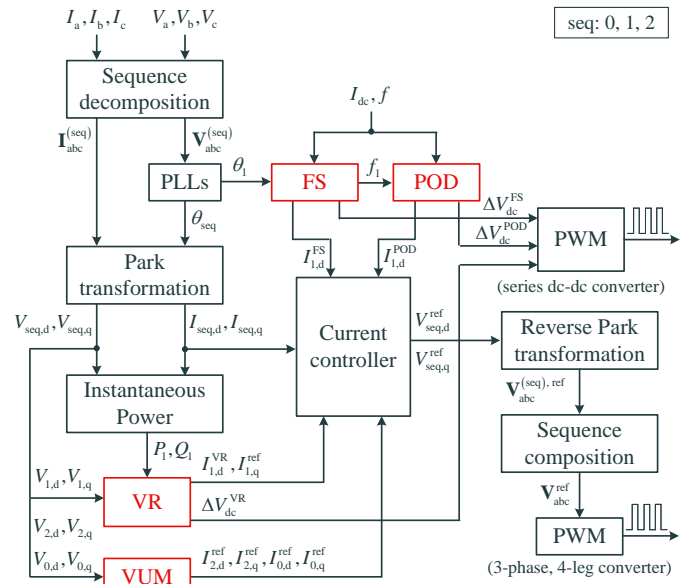 I_a, I_b, I_c
V_a, V_b, V_c
seq: 0, 1, 2
Sequence
decomposition
I_abc^(seq)
V_abc^(seq)
I_dc, f
PLLs
θ_1
FS
f_1
POD
θ_seq
ΔV_dc^FS
ΔV_dc^POD
PWM
(series dc-dc converter)
I_1,d^FS
I_1,d^POD
Park
transformation
V_seq,d, V_seq,q
I_seq,d, I_seq,q
Current
controller
V_seq,d^ref
V_seq,q^ref
Reverse Park
transformation
V_abc^(seq), ref
Instantaneous
Power
Sequence
composition
P_1, Q_1
I_1,d^VR, I_1,q^ref
V_1,d, V_1,q
VR
ΔV_dc^VR
V_abc^ref
V_2,d, V_2,q
PWM
(3-phase, 4-leg converter)
V_0,d, V_0,q
VUM
I_2,d^ref, I_2,q^ref, I_0,d^ref, I_0,q^ref